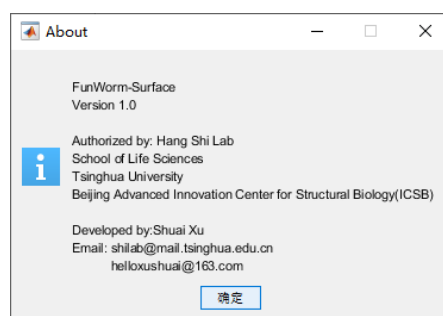 About
FunWorm-Surface
Version 1.0
Authorized by: Hang Shi Lab
School of Life Sciences
Tsinghua University
Beijing Advanced Innovation Center for Structural Biology(ICSB)
Developed by:Shuai Xu
Email: shilab@mail.tsinghua.edu.cn
helloxushuai@163.com
确定